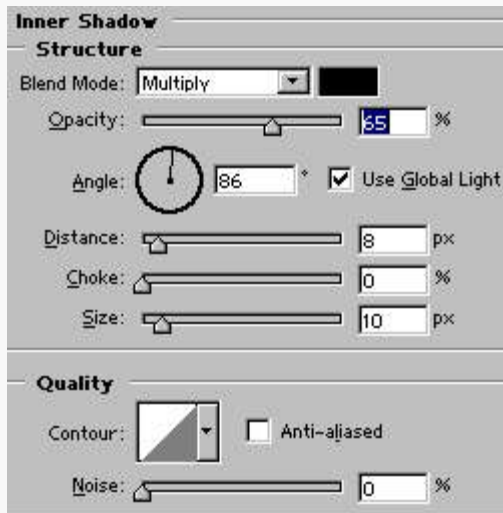 Inner Shadow
Structure
Blend Mode: Multiply
Opacity: 65 %
Angle: 86 ° Use Global Light
Distance: 8 px
Choke: 0 %
Size: 10 px
Quality
Contour: Anti-aliased
Noise: 0 %